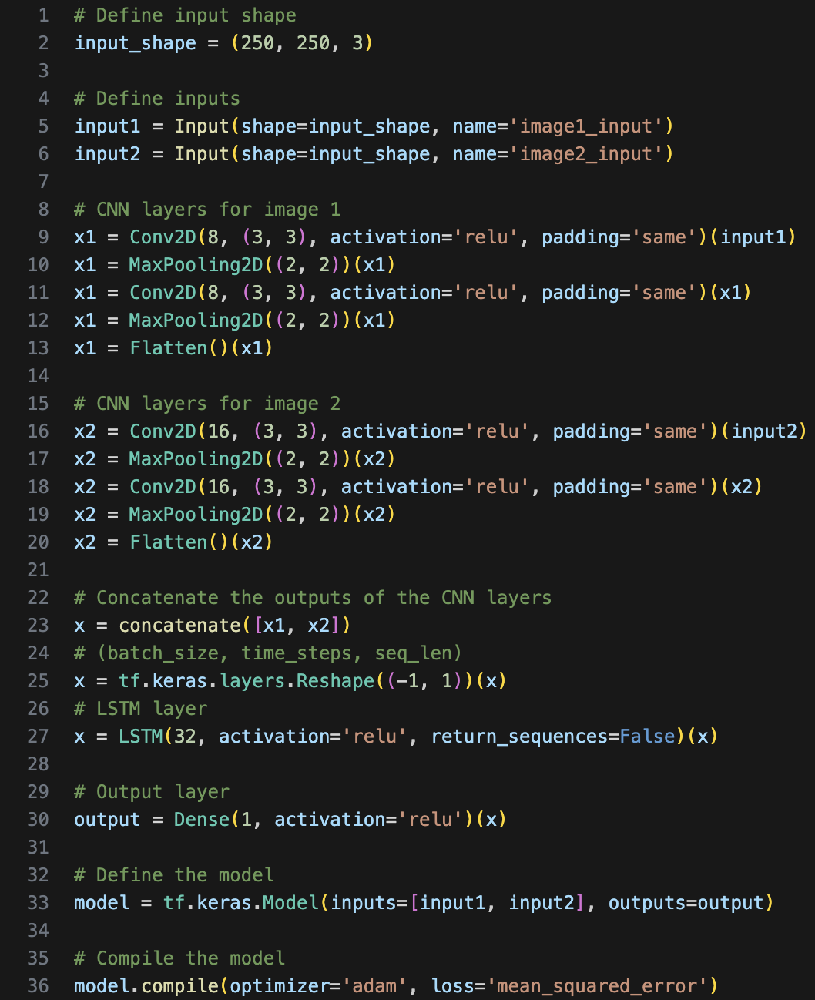 1 # Define input shape
2 input_shape = (250, 250, 3)
3
4 # Define inputs
5 input1 = Input(shape=input_shape, name='image1_input')
6 input2 = Input(shape=input_shape, name='image2_input')
7
8 # CNN layers for image 1
9 x1 = Conv2D(8, (3, 3), activation='relu', padding='same')(input1)
10 x1 = MaxPooling2D((2, 2))(x1)
11 x1 = Conv2D(8, (3, 3), activation='relu', padding='same')(x1)
12 x1 = MaxPooling2D((2, 2))(x1)
13 x1 = Flatten()(x1)
14
15 # CNN layers for image 2
16 x2 = Conv2D(16, (3, 3), activation='relu', padding='same')(input2)
17 x2 = MaxPooling2D((2, 2))(x2)
18 x2 = Conv2D(16, (3, 3), activation='relu', padding='same')(x2)
19 x2 = MaxPooling2D((2, 2))(x2)
20 x2 = Flatten()(x2)
21
22 # Concatenate the outputs of the CNN layers
23 x = concatenate([x1, x2])
24 # (batch_size, time_steps, seq_len)
25 x = tf.keras.layers.Reshape((-1, 1))(x)
26 # LSTM layer
27 x = LSTM(32, activation='relu', return_sequences=False)(x)
28
29 # Output layer
30 output = Dense(1, activation='relu')(x)
31
32 # Define the model
33 model = tf.keras.Model(inputs=[input1, input2], outputs=output)
34
35 # Compile the model
36 model.compile(optimizer='adam', loss='mean_squared_error')